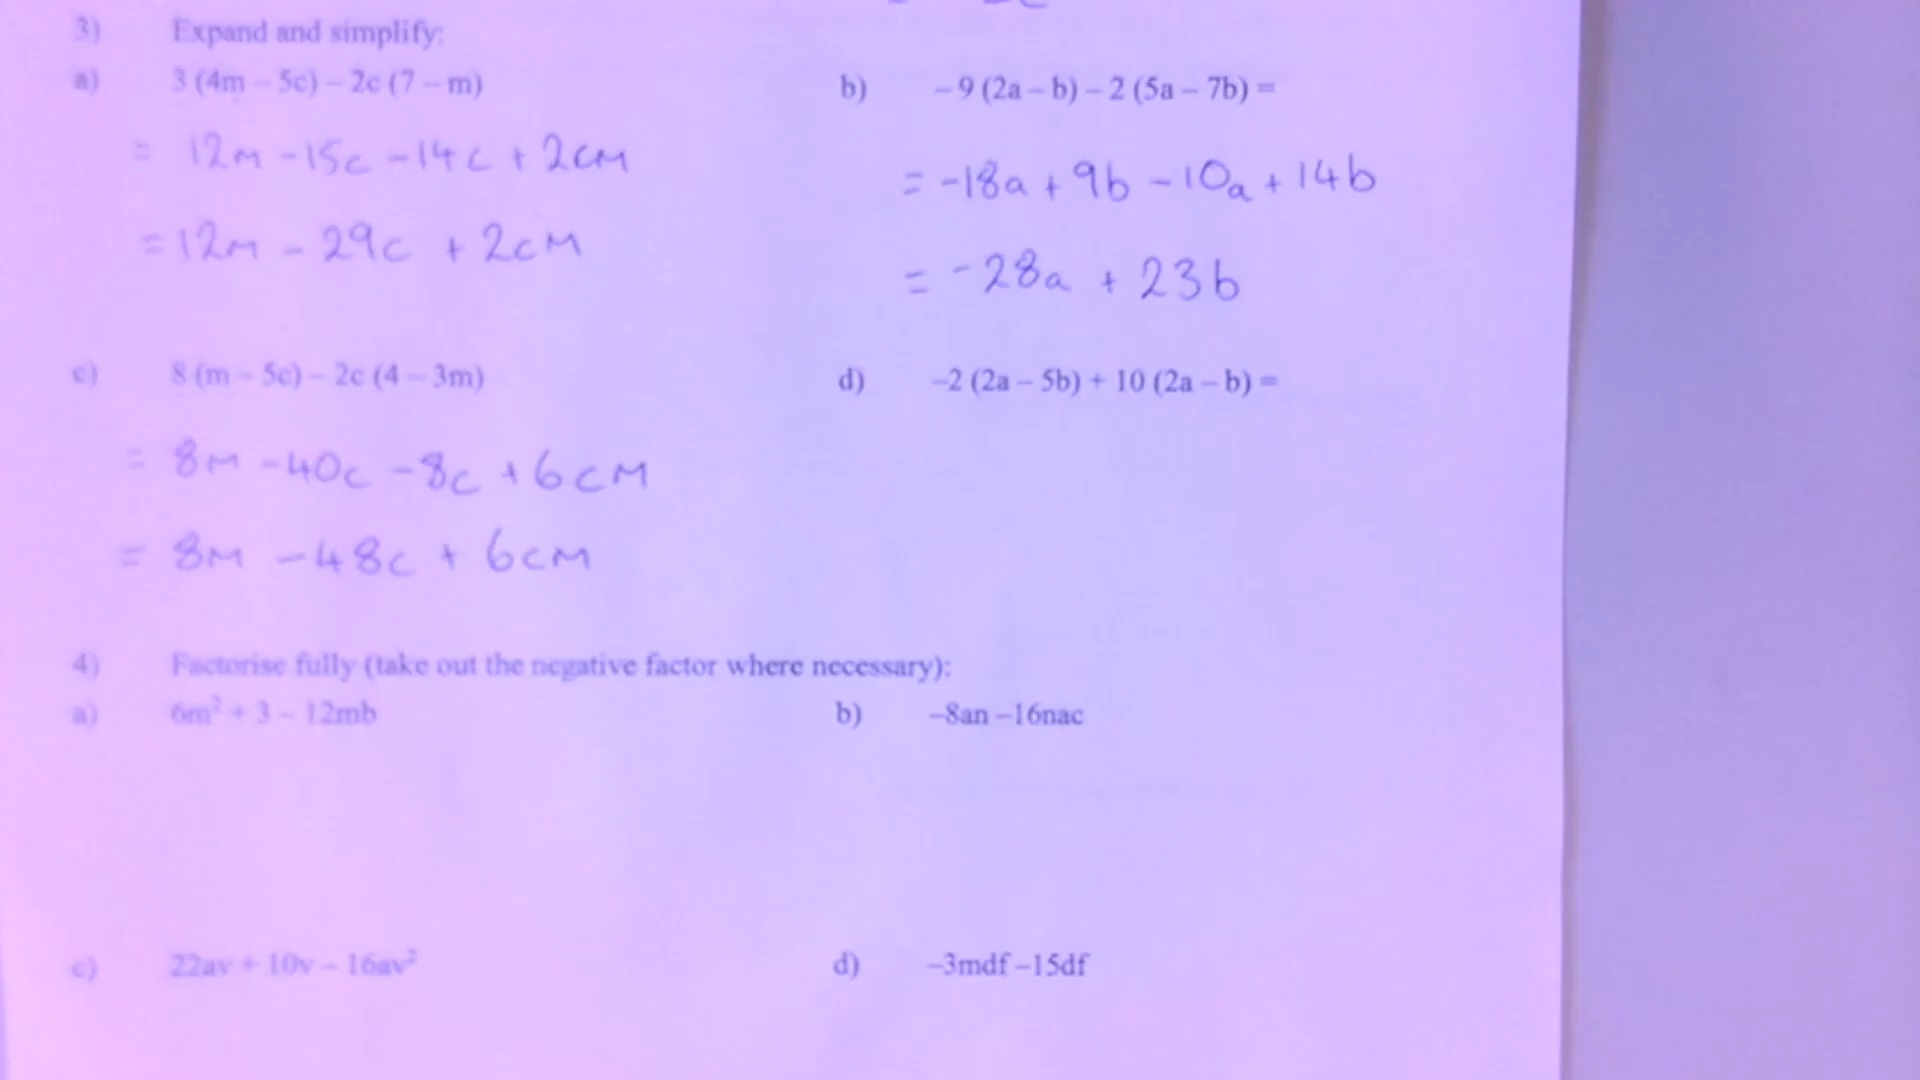 3) Expand and simplify:
a) 3 (4m – 5c) – 2c (7 – m)
= 12m - 15c - 14c + 2cm
= 12m - 29c + 2cm
b) – 9 (2a – b) – 2 (5a – 7b) =
= -18a + 9b - 10a + 14b
= -28a + 23b
c) 8 (m – 5c) – 2c (4 – 3m)
= 8m - 40c - 8c + 6cm
= 8m - 48c + 6cm
d) –2 (2a – 5b) + 10 (2a – b) =
4) Factorise fully (take out the negative factor where necessary):
a) 6m² + 3 – 12mb
b) –8an –16nac
c) 22av + 10v – 16av²
d) –3mdf –15df